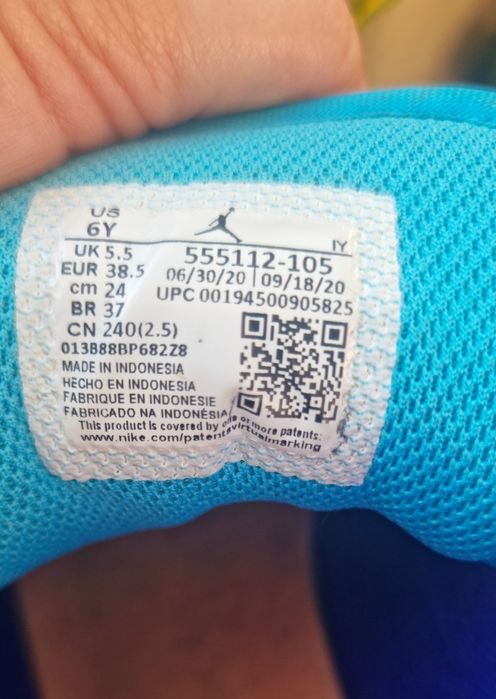 US
6Y
IY
UK 5.5
EUR 38.5
cm 24
BR 37
CN 240(2.5)
555112-105
06/30/20 | 09/18/20
UPC 00194500905825
013B88BP682Z8
MADE IN INDONESIA
HECHO EN INDONESIA
FABRIQUE EN INDONESIE
FABRICADO NA INDONÉSIA
This product is covered by one or more patents:
www.nike.com/patentsvirtualmarking